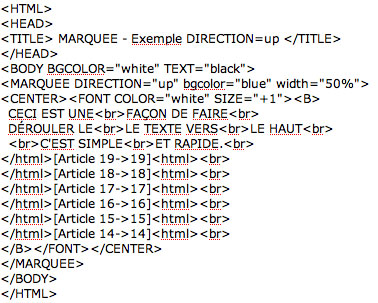 <HTML>
<HEAD>
<TITLE> MARQUEE - Exemple DIRECTION=up </TITLE>
</HEAD>
<BODY BGCOLOR="white" TEXT="black">
<MARQUEE DIRECTION="up" bgcolor="blue" width="50%">
<CENTER><FONT COLOR="white" SIZE="+1"><B>
CECI EST UNE<br>FAÇON DE FAIRE<br>
DÉROULER LE<br>LE TEXTE VERS<br>LE HAUT<br>
<br>C'EST SIMPLE<br>ET RAPIDE.<br>
</html>[Article 19->19]<html><br>
</html>[Article 18->18]<html><br>
</html>[Article 17->17]<html><br>
</html>[Article 16->16]<html><br>
</html>[Article 15->15]<html><br>
</html>[Article 14->14]<html><br>
</B></FONT></CENTER>
</MARQUEE>
</BODY>
</HTML>